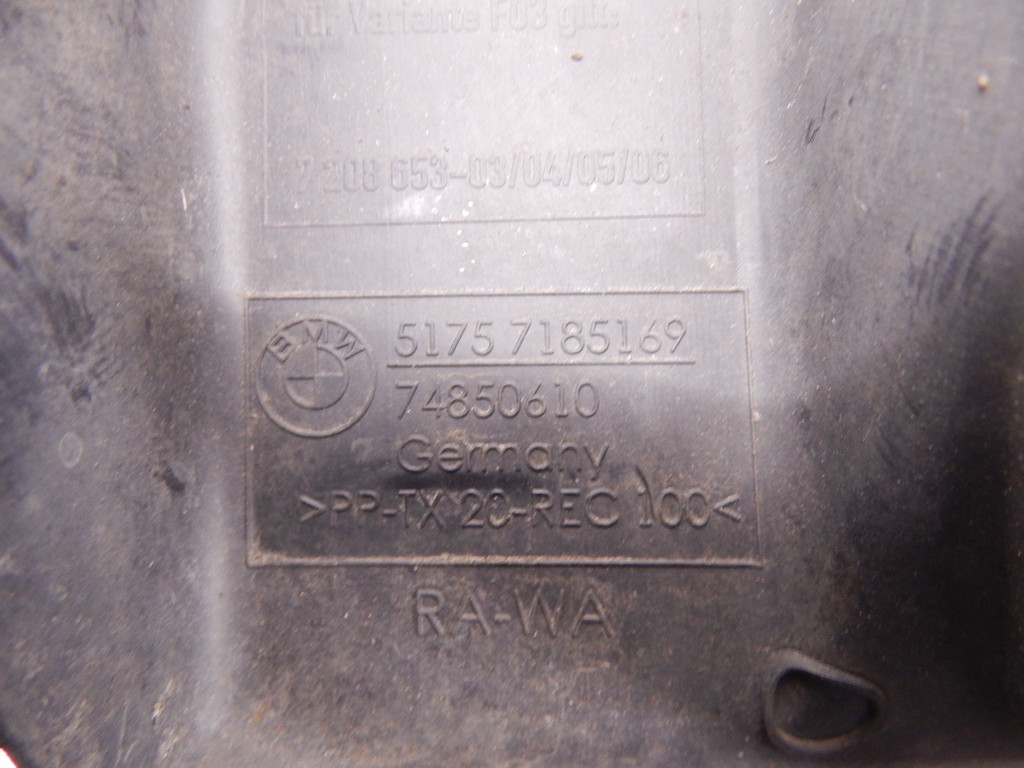 für Variante F03 gilt:
7 208 653-03/04/05/06
BMW
5175 7185169
74850610
Germany
>PP-TX 20-REC 100<
RA-WA